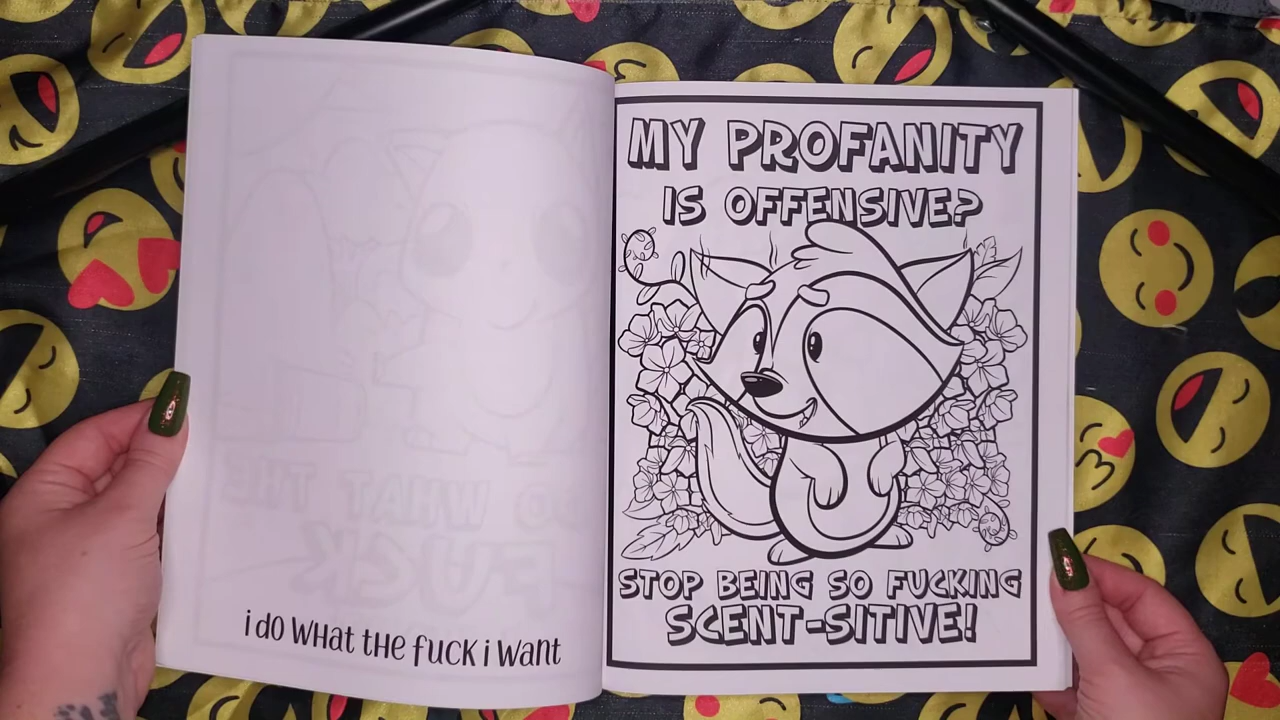 i do what the fuck i want
MY PROFANITY
IS OFFENSIVE?
STOP BEING SO FUCKING
SCENT-SITIVE!